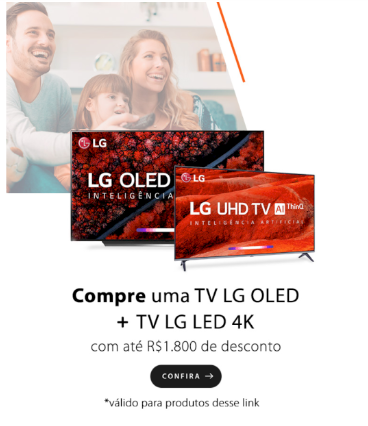 LG
LG OLED
INTELIGÊNCIA
LG
LG UHD TV AI ThinQ
INTELIGÊNCIA ARTIFICIAL
Compre uma TV LG OLED
+ TV LG LED 4K
com até R$1.800 de desconto
CONFIRA →
*válido para produtos desse link